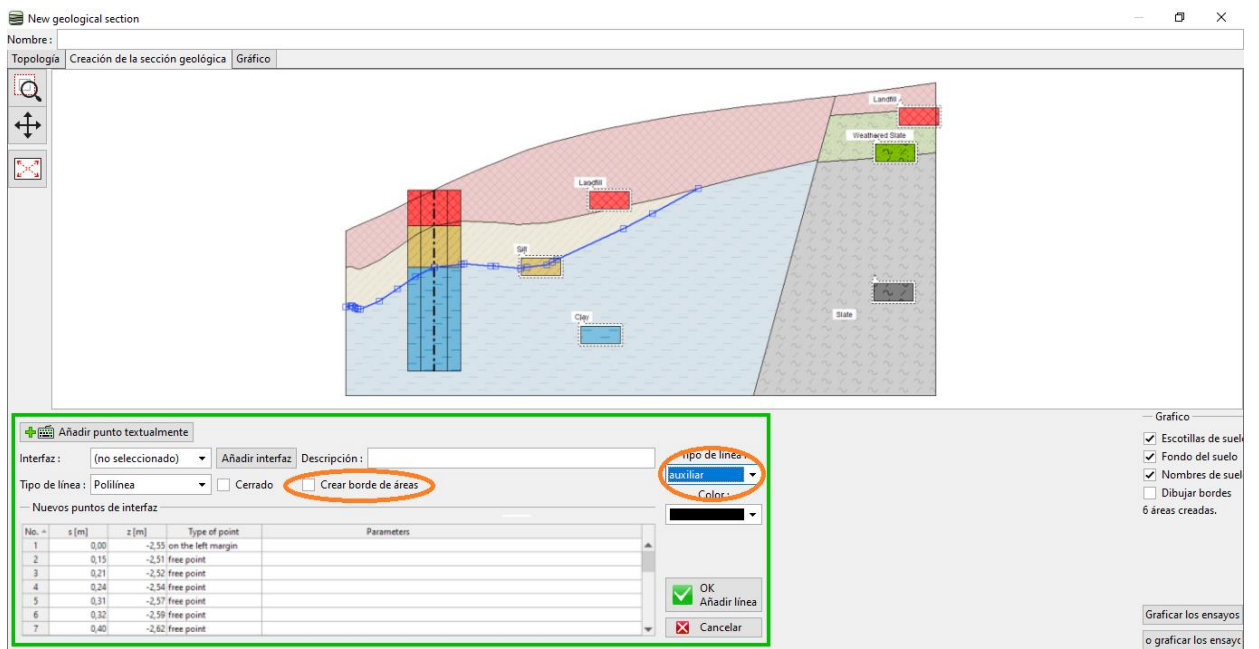 New geological section
Nombre :
Topología Creación de la sección geológica Gráfico
Landfill
Weathered Slate
Landfill
Silt
Clay
Slate
Añadir punto textualmente
Interfaz : (no seleccionado) Añadir interfaz Descripción :
Tipo de línea : Polilínea Cerrado Crear borde de áreas
Nuevos puntos de interfaz
No. s [m] z [m] Type of point Parameters
1 0,00 -2,55 on the left margin
2 0,15 -2,51 free point
3 0,21 -2,52 free point
4 0,24 -2,54 free point
5 0,31 -2,57 free point
6 0,32 -2,59 free point
7 0,40 -2,62 free point
Tipo de línea :
auxiliar
Color :
OK
Añadir línea
Cancelar
Grafico
Escotillas de suel
Fondo del suelo
Nombres de suel
Dibujar bordes
6 áreas creadas.
Graficar los ensayos
o graficar los ensayo